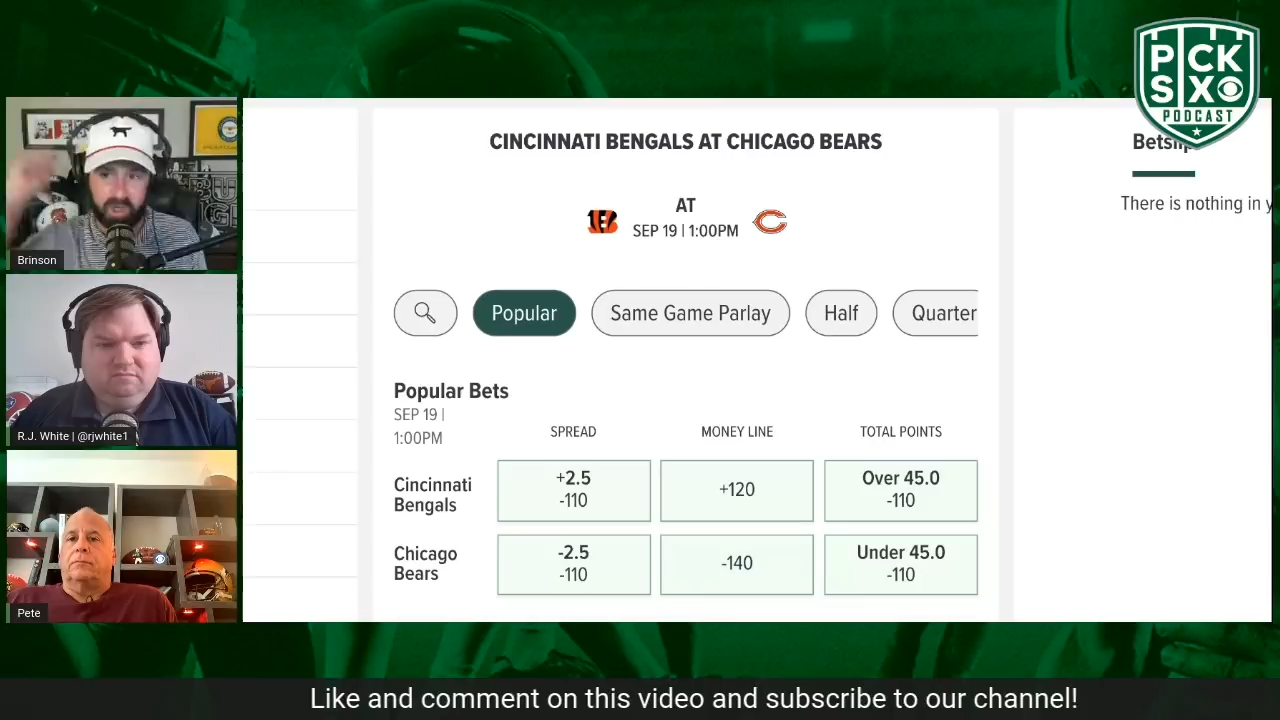 PICK
SIX
PODCAST
CINCINNATI BENGALS AT CHICAGO BEARS
Betslip
AT
SEP 19 | 1:00PM
There is nothing in y
Brinson
Popular
Same Game Parlay
Half
Quarter
Popular Bets
SEP 19 |
1:00PM
SPREAD
MONEY LINE
TOTAL POINTS
R.J. White | @rjwhite1
Cincinnati
Bengals
+2.5
-110
+120
Over 45.0
-110
Chicago
Bears
-2.5
-110
-140
Under 45.0
-110
Pete
Like and comment on this video and subscribe to our channel!